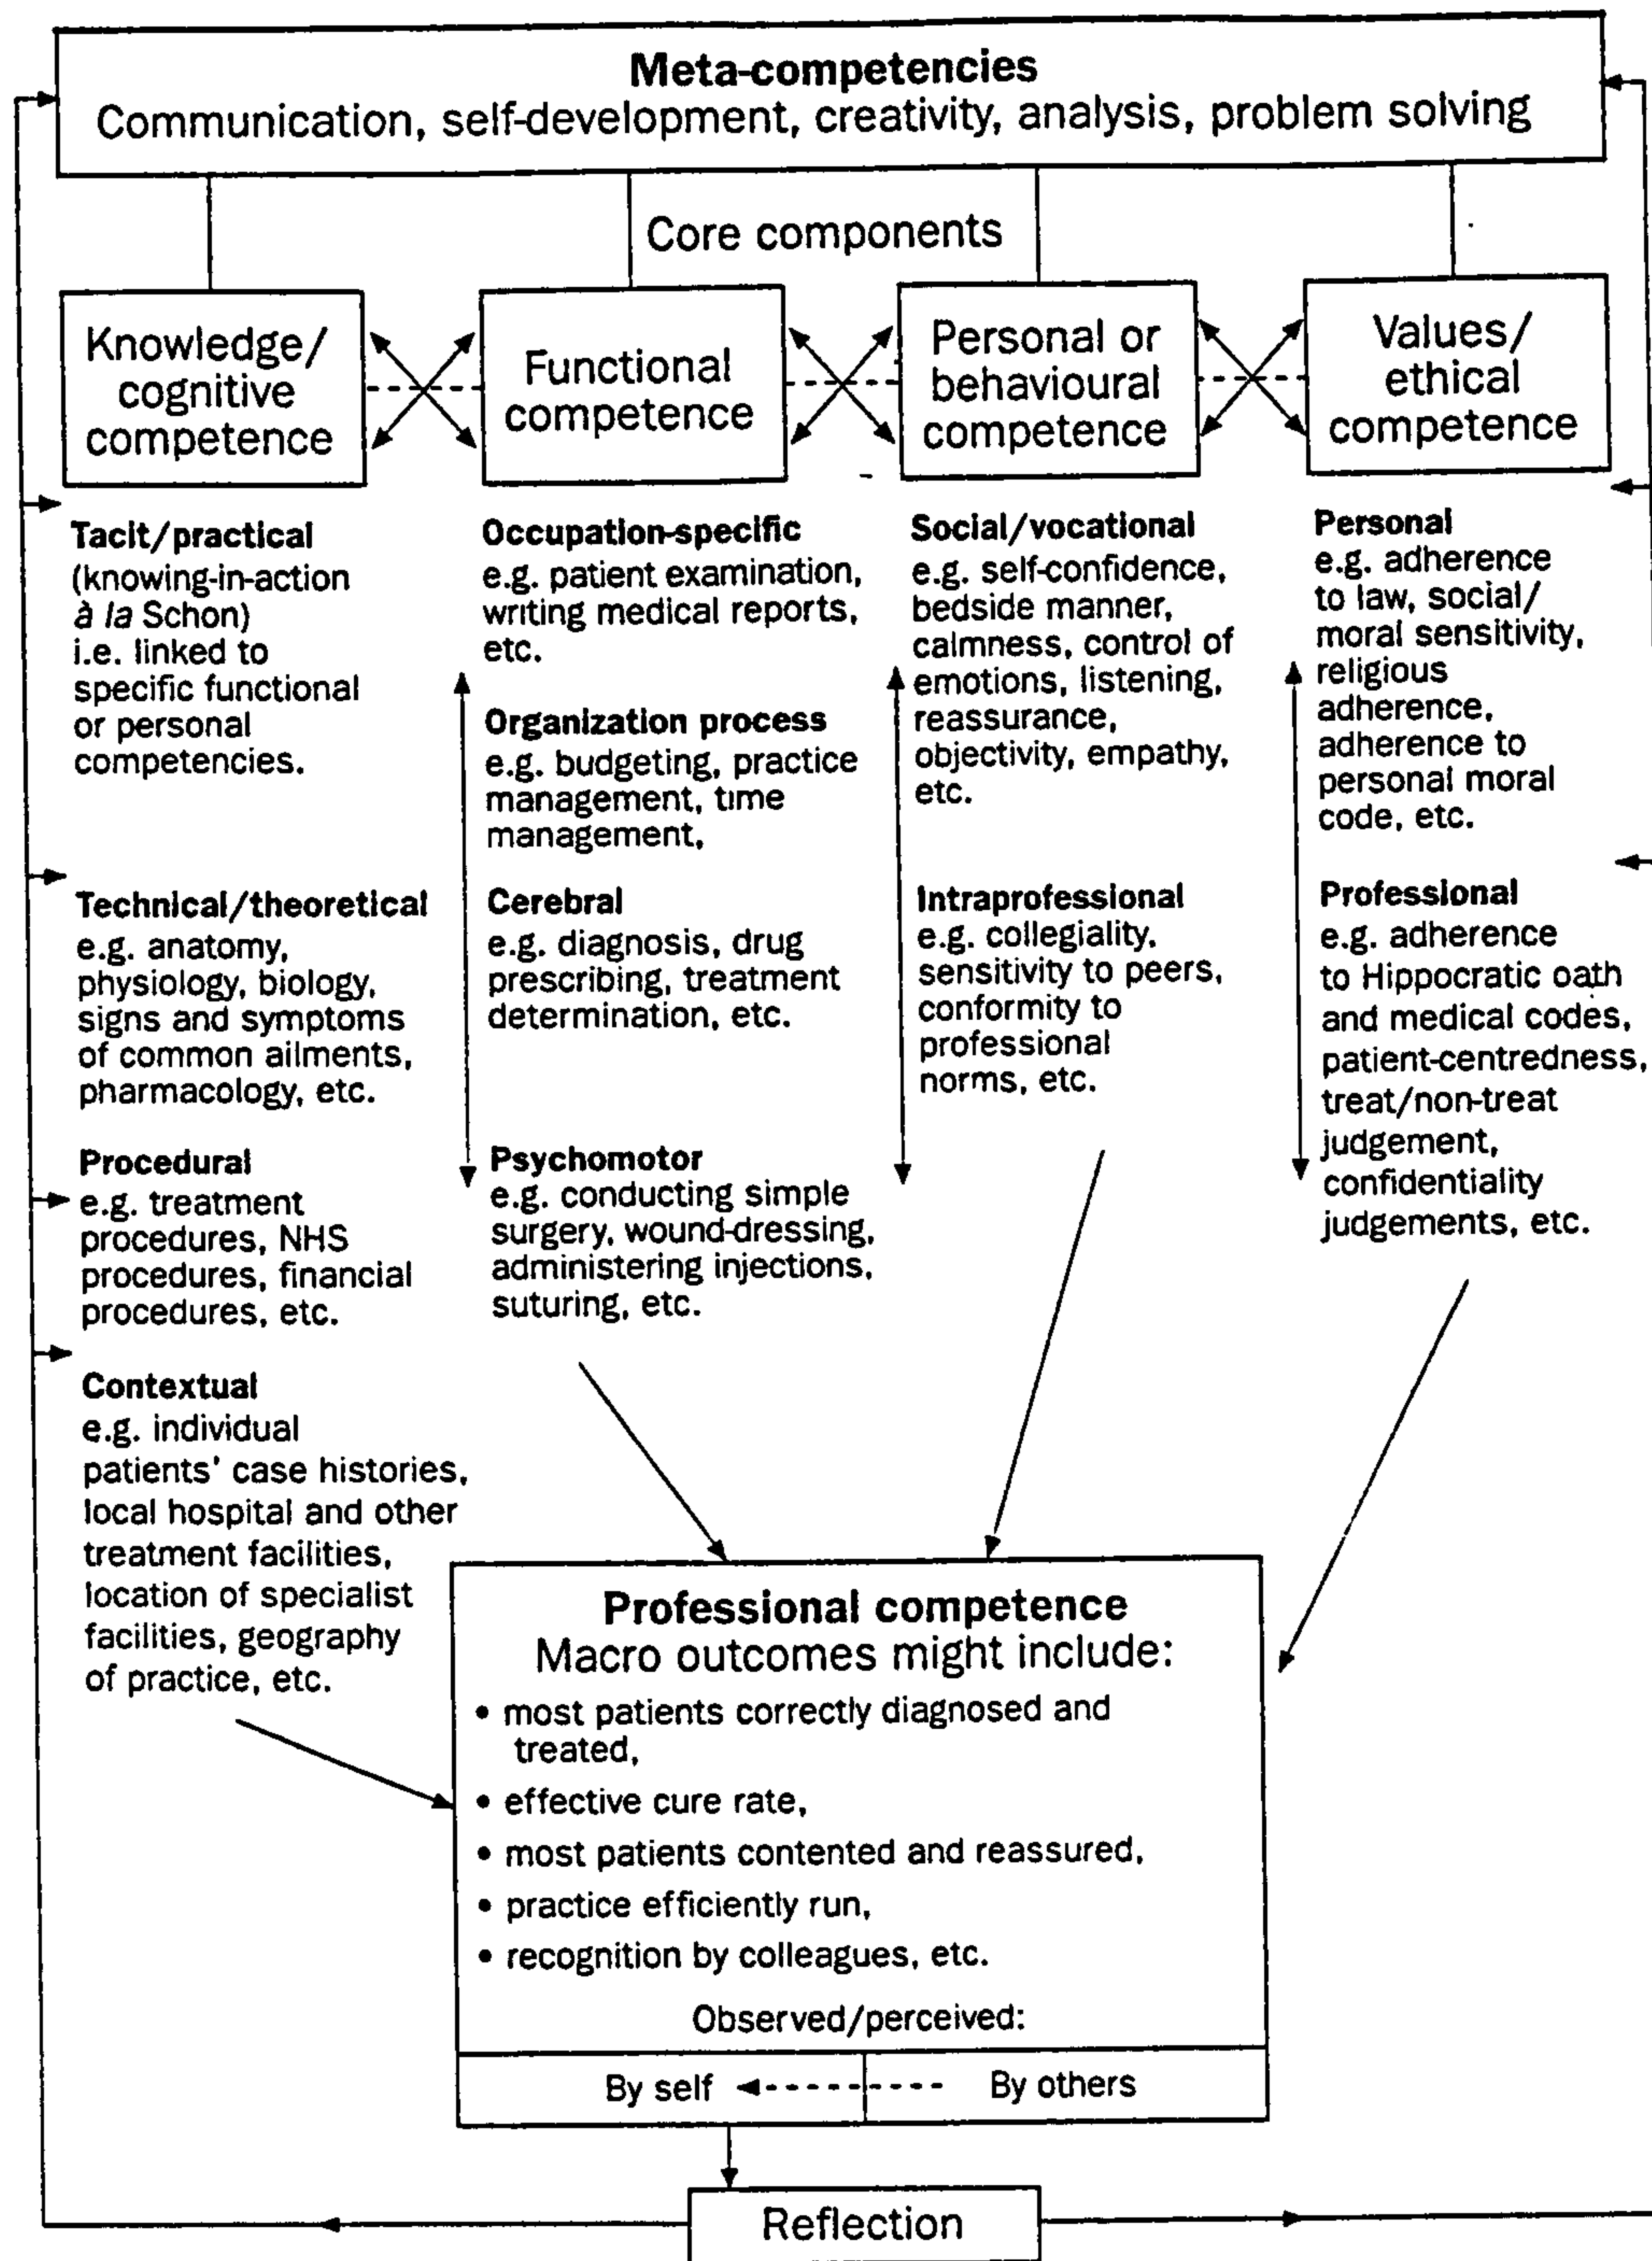 Meta-competencies
Communication, self-development, creativity, analysis, problem solving
Core components
Knowledge/
cognitive
competence
Functional
competence
Personal or
behavioural
competence
Values/
ethical
competence
Tacit/practical
(knowing-in-action
à la Schon)
i.e. linked to
specific functional
or personal
competencies.
Technical/theoretical
e.g. anatomy,
physiology, biology,
signs and symptoms
of common ailments,
pharmacology, etc.
Procedural
e.g. treatment
procedures, NHS
procedures, financial
procedures, etc.
Contextual
e.g. individual
patients' case histories,
local hospital and other
treatment facilities,
location of specialist
facilities, geography
of practice, etc.
Occupation-specific
e.g. patient examination,
writing medical reports,
etc.
Organization process
e.g. budgeting, practice
management, time
management,
Cerebral
e.g. diagnosis, drug
prescribing, treatment
determination, etc.
Psychomotor
e.g. conducting simple
surgery, wound-dressing,
administering injections,
suturing, etc.
Social/vocational
e.g. self-confidence,
bedside manner,
calmness, control of
emotions, listening,
reassurance,
objectivity, empathy,
etc.
Intraprofessional
e.g. collegiality,
sensitivity to peers,
conformity to
professional
norms, etc.
Personal
e.g. adherence
to law, social/
moral sensitivity,
religious
adherence,
adherence to
personal moral
code, etc.
Professional
e.g. adherence
to Hippocratic oath
and medical codes,
patient-centredness,
treat/non-treat
judgement,
confidentiality
judgements, etc.
Professional competence
Macro outcomes might include:
• most patients correctly diagnosed and
treated,
• effective cure rate,
• most patients contented and reassured,
• practice efficiently run,
• recognition by colleagues, etc.
Observed/perceived:
By self
By others
Reflection